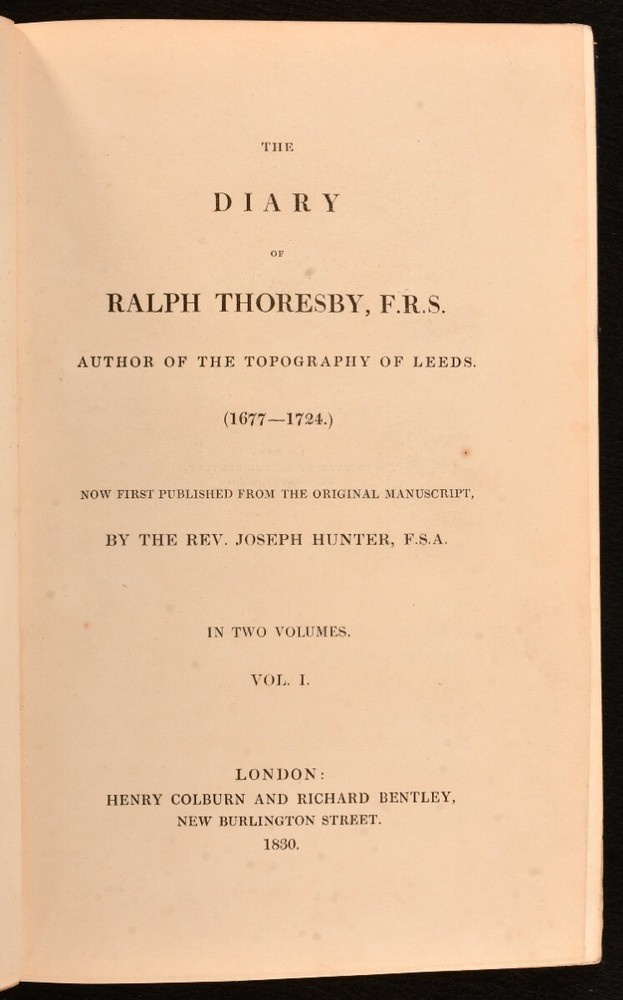 THE
DIARY
OF
RALPH THORESBY, F.R.S.
AUTHOR OF THE TOPOGRAPHY OF LEEDS.
(1677—1724.)
NOW FIRST PUBLISHED FROM THE ORIGINAL MANUSCRIPT,
BY THE REV. JOSEPH HUNTER, F.S.A.
IN TWO VOLUMES.
VOL. I.
LONDON:
HENRY COLBURN AND RICHARD BENTLEY,
NEW BURLINGTON STREET.
1830.